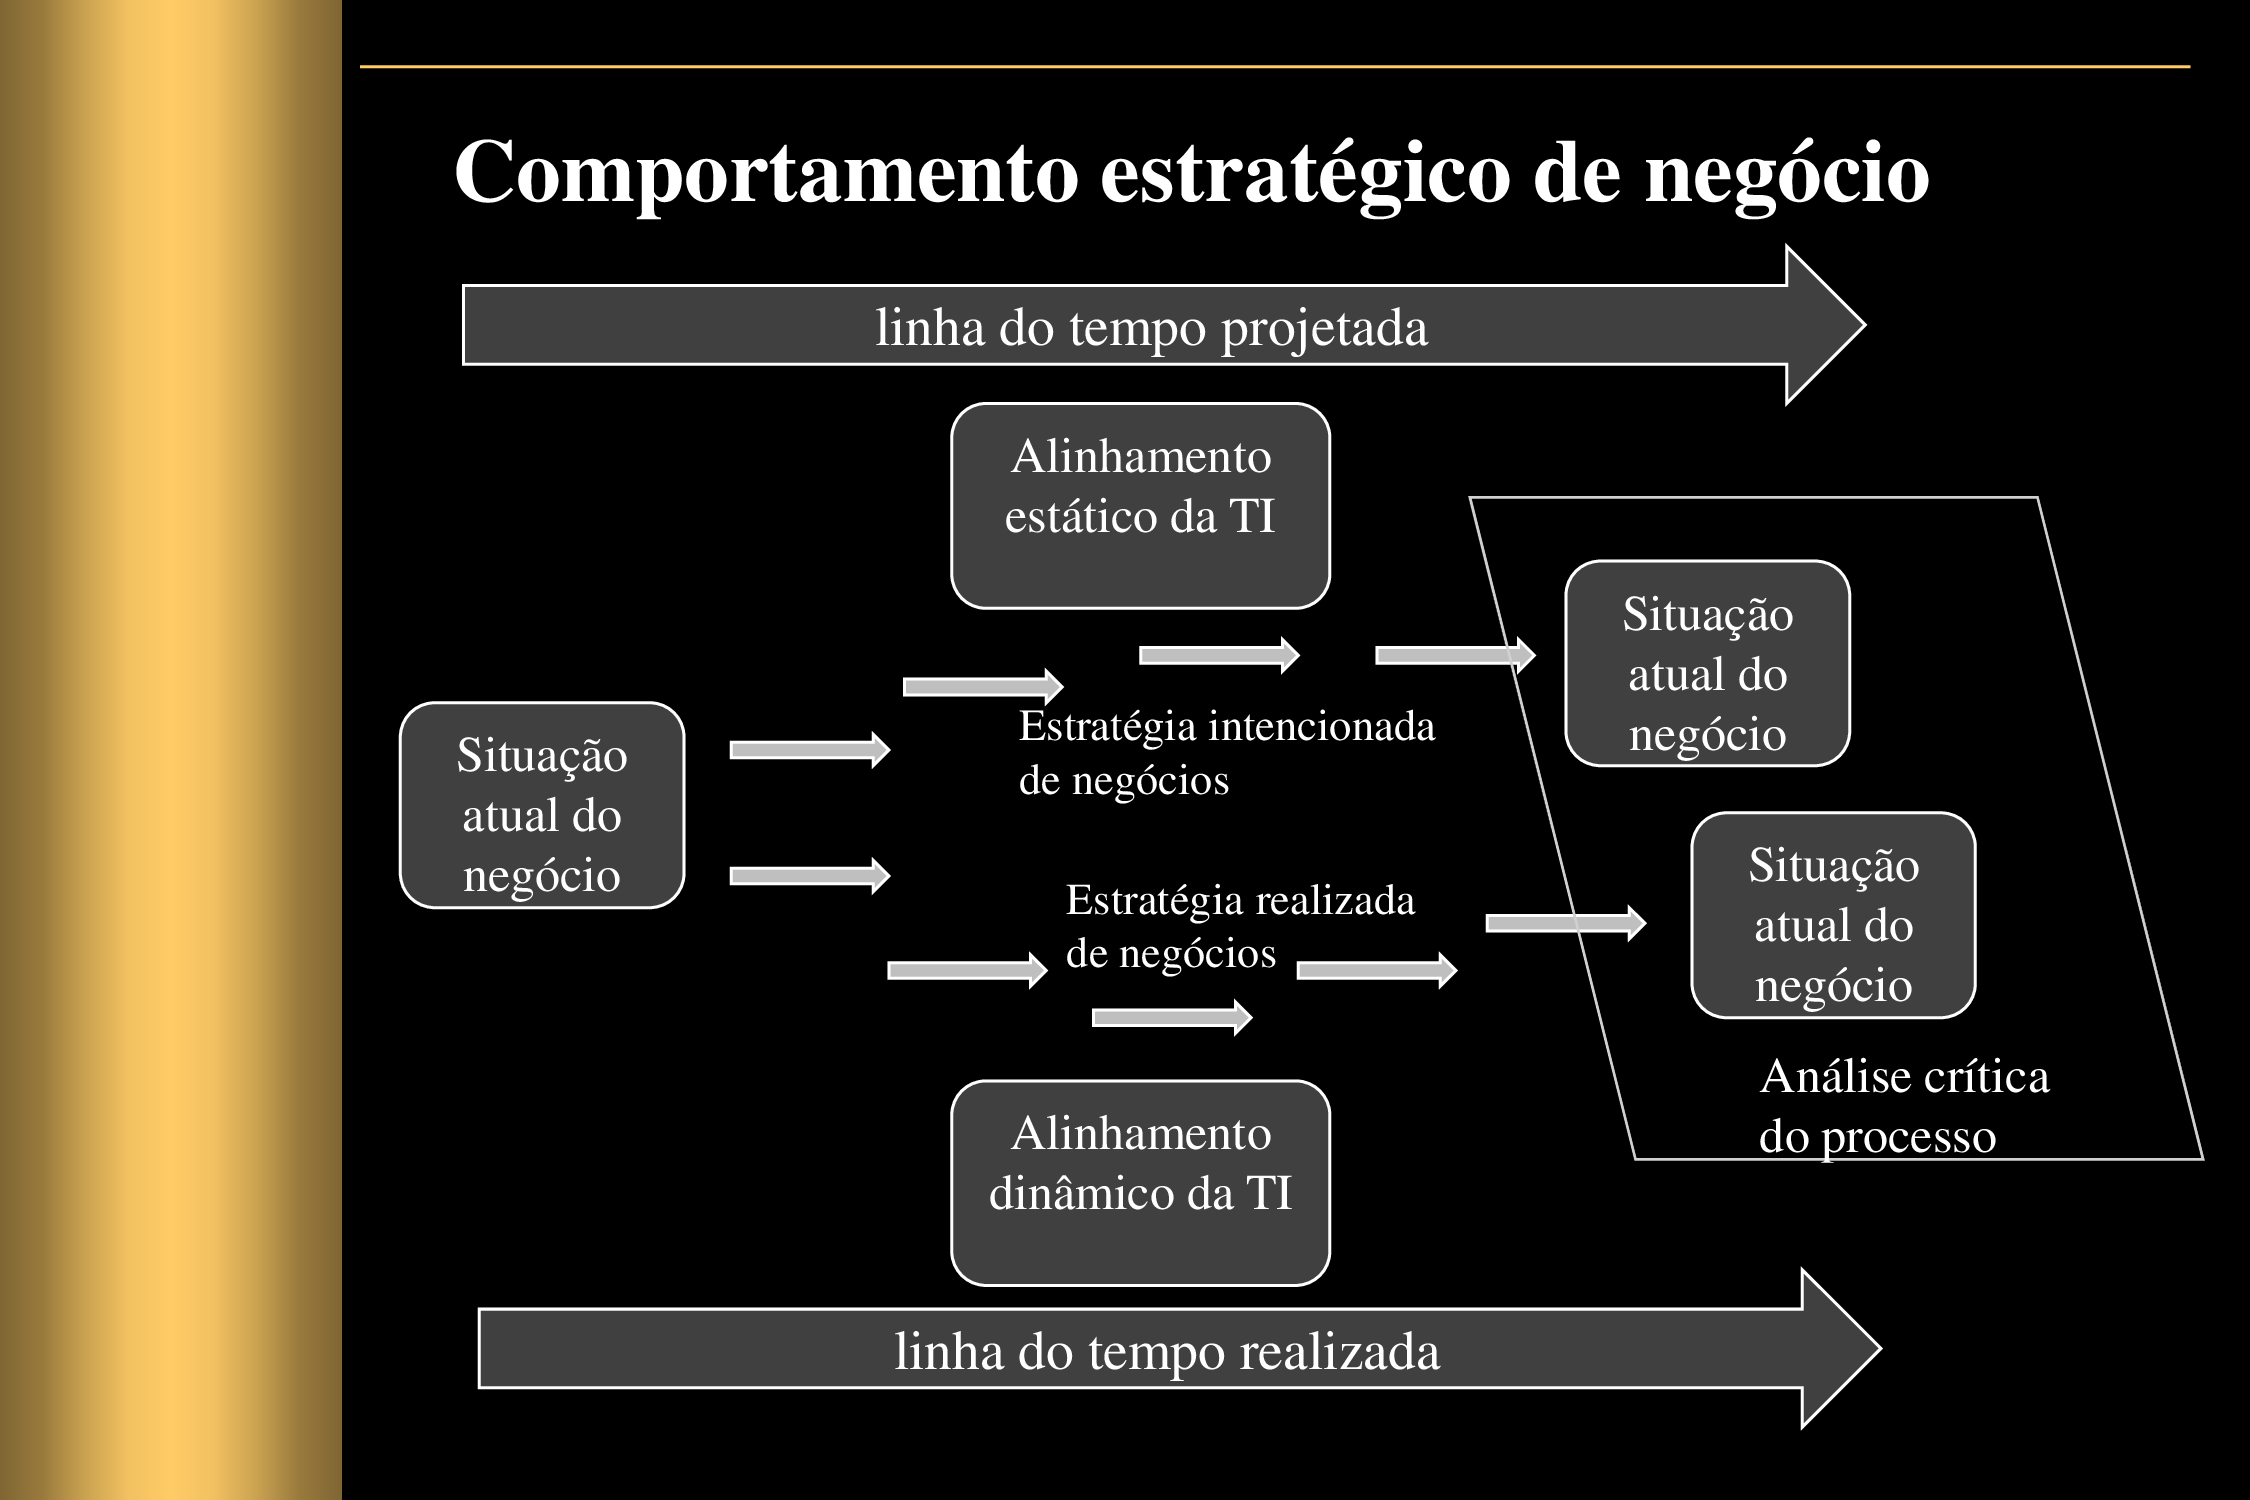 Comportamento estratégico de negócio
linha do tempo projetada
Alinhamento
estático da TI
Situação
atual do
negócio
Estratégia intencionada
de negócios
Situação
atual do
negócio
Estratégia realizada
de negócios
Situação
atual do
negócio
Análise crítica
do processo
Alinhamento
dinâmico da TI
linha do tempo realizada